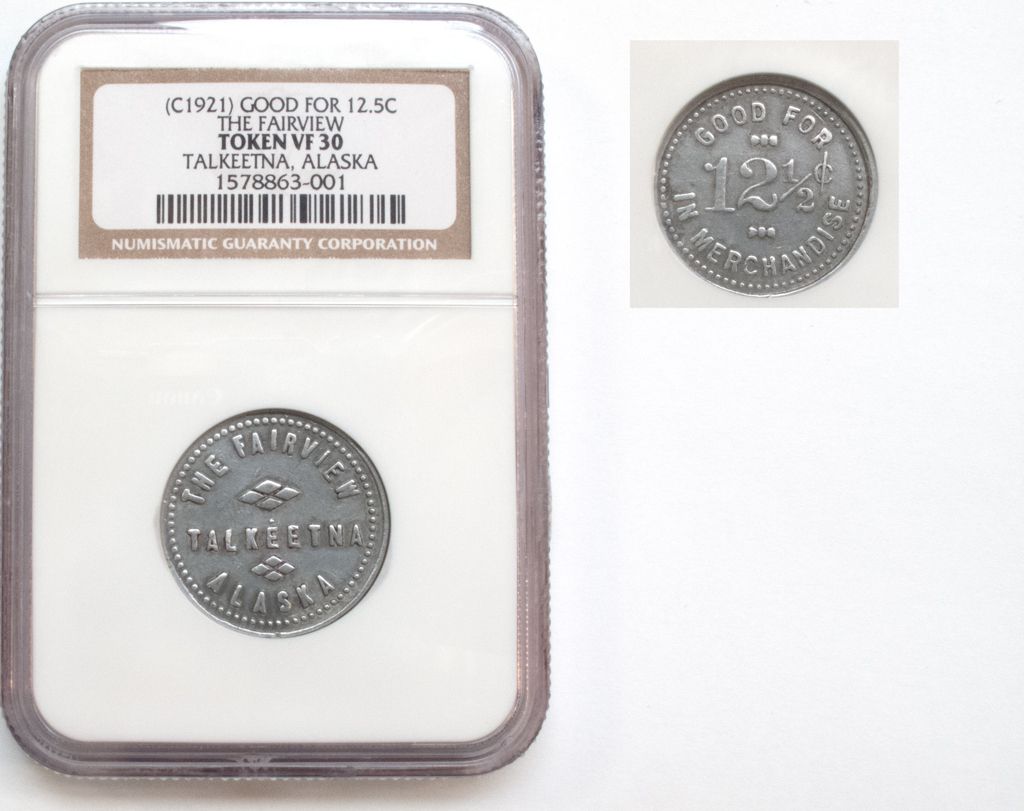 (C1921) GOOD FOR 12.5C
THE FAIRVIEW
TOKEN VF 30
TALKEETNA, ALASKA
1578863-001
NUMISMATIC GUARANTY CORPORATION
THE FAIRVIEW
TALKEETNA
ALASKA
GOOD FOR
12½¢
IN MERCHANDISE